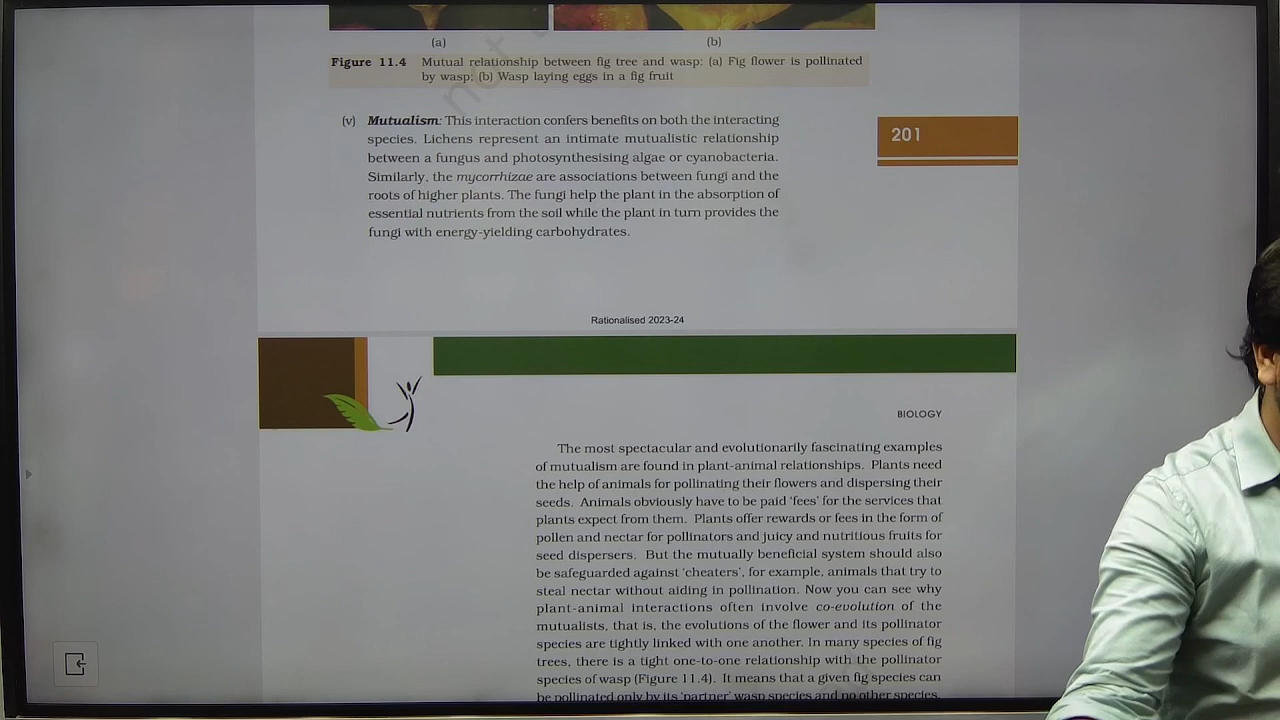 (a)
(b)
Figure 11.4 Mutual relationship between fig tree and wasp: (a) Fig flower is pollinated
by wasp; (b) Wasp laying eggs in a fig fruit
(v) Mutualism: This interaction confers benefits on both the interacting
species. Lichens represent an intimate mutualistic relationship
between a fungus and photosynthesising algae or cyanobacteria.
Similarly, the mycorrhizae are associations between fungi and the
roots of higher plants. The fungi help the plant in the absorption of
essential nutrients from the soil while the plant in turn provides the
fungi with energy-yielding carbohydrates.
201
Rationalised 2023-24
BIOLOGY
The most spectacular and evolutionarily fascinating examples
of mutualism are found in plant-animal relationships. Plants need
the help of animals for pollinating their flowers and dispersing their
seeds. Animals obviously have to be paid ‘fees’ for the services that
plants expect from them. Plants offer rewards or fees in the form of
pollen and nectar for pollinators and juicy and nutritious fruits for
seed dispersers. But the mutually beneficial system should also
be safeguarded against ‘cheaters’, for example, animals that try to
steal nectar without aiding in pollination. Now you can see why
plant-animal interactions often involve co-evolution of the
mutualists, that is, the evolutions of the flower and its pollinator
species are tightly linked with one another. In many species of fig
trees, there is a tight one-to-one relationship with the pollinator
species of wasp (Figure 11.4). It means that a given fig species can
be pollinated only by its ‘partner’ wasp species and no other species.